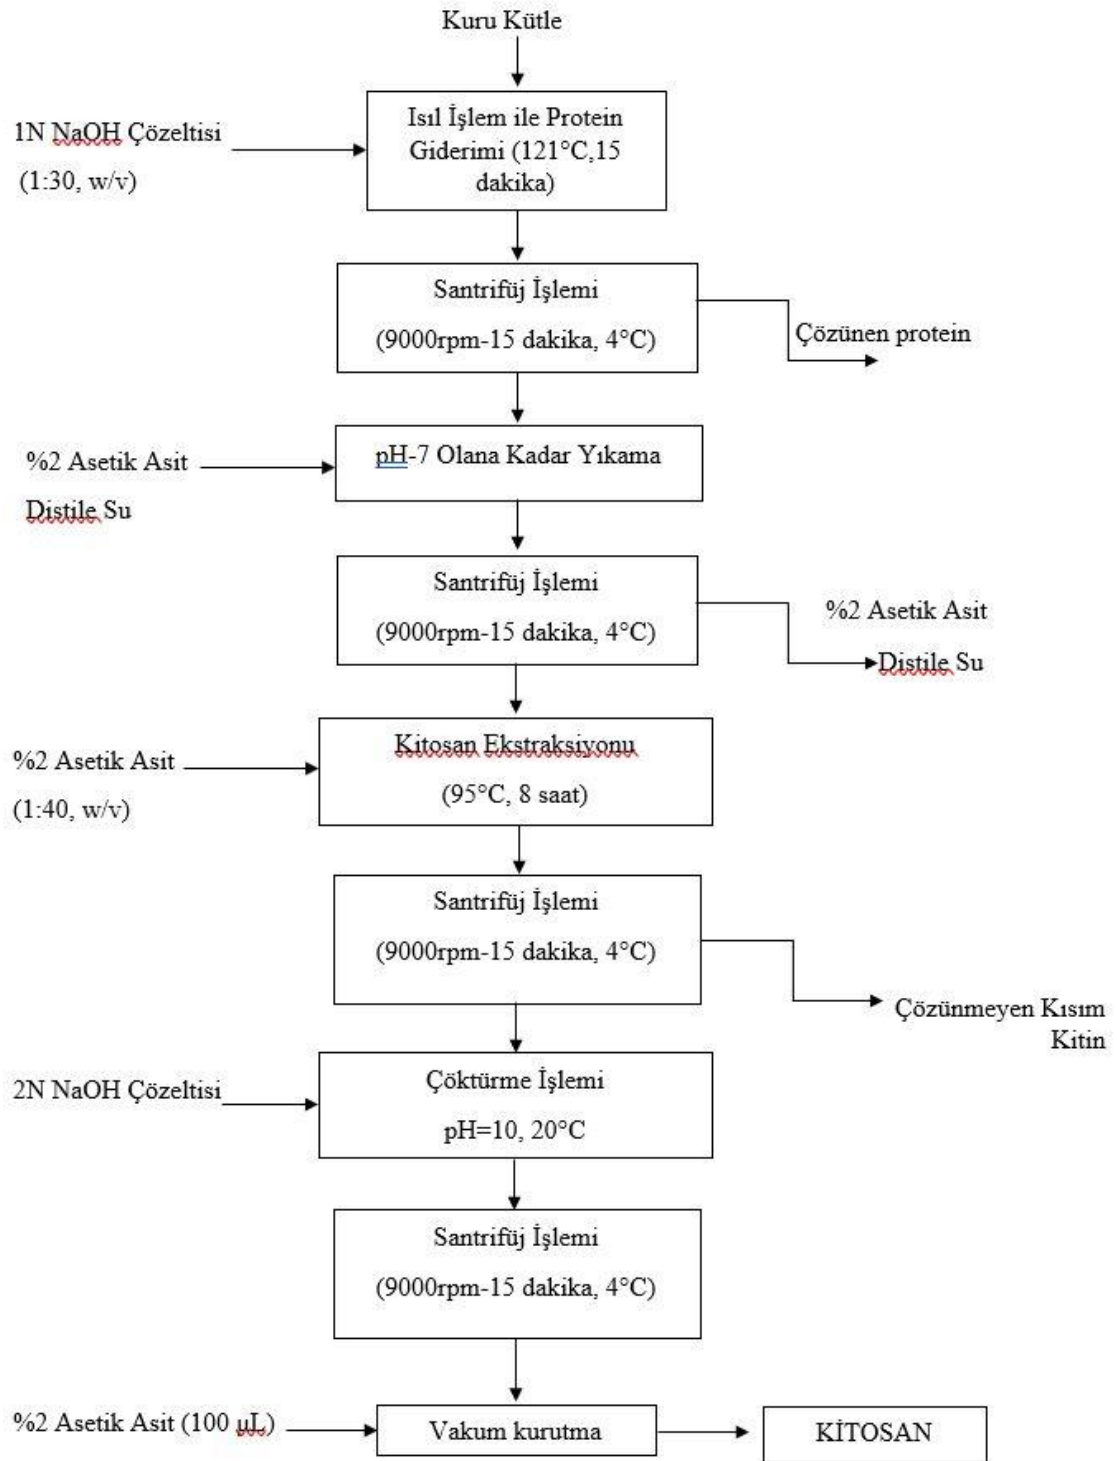 Kuru Kütle
1N NaOH Çözeltisi
(1:30, w/v)
Isıl İşlem ile Protein
Giderimi (121°C,15
dakika)
Santrifüj İşlemi
(9000rpm-15 dakika, 4°C)
Çözünen protein
%2 Asetik Asit
Distile Su
pH-7 Olana Kadar Yıkama
Santrifüj İşlemi
(9000rpm-15 dakika, 4°C)
%2 Asetik Asit
Distile Su
%2 Asetik Asit
(1:40, w/v)
Kitosan Ekstraksiyonu
(95°C, 8 saat)
Santrifüj İşlemi
(9000rpm-15 dakika, 4°C)
Çözünmeyen Kısım
Kitin
2N NaOH Çözeltisi
Çöktürme İşlemi
pH=10, 20°C
Santrifüj İşlemi
(9000rpm-15 dakika, 4°C)
%2 Asetik Asit (100 µL)
Vakum kurutma
KİTOSAN